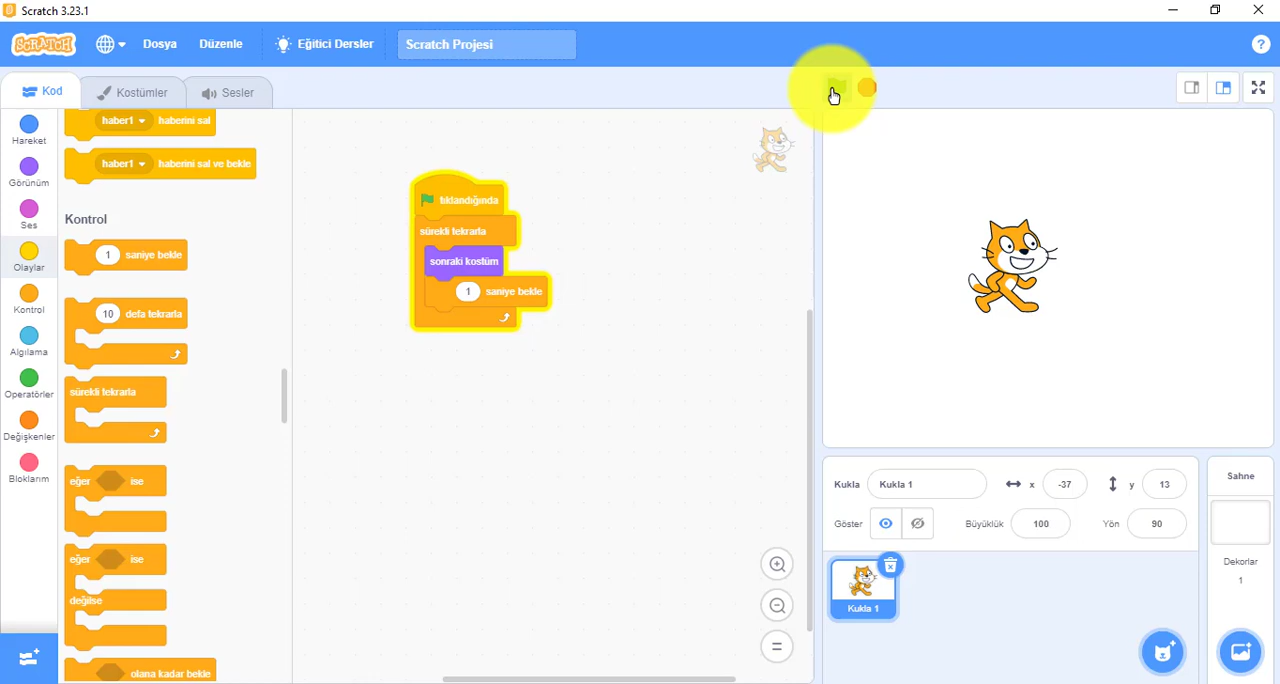 Scratch 3.23.1
SCRATCH
Dosya
Düzenle
Eğitici Dersler
Scratch Projesi
?
Kod
Kostümler
Sesler
Hareket
Görünüm
Ses
Olaylar
Kontrol
Algılama
Operatörler
Değişkenler
Bloklarım
haber1 haberini sal
haber1 haberini sal ve bekle
Kontrol
1 saniye bekle
10 defa tekrarla
sürekli tekrarla
eğer ise
eğer ise
değilse
olana kadar bekle
tıklandığında
sürekli tekrarla
sonraki kostüm
1 saniye bekle
Kukla Kukla 1 x -37 y 13
Göster Büyüklük 100 Yön 90
Kukla 1
Sahne
Dekorlar
1